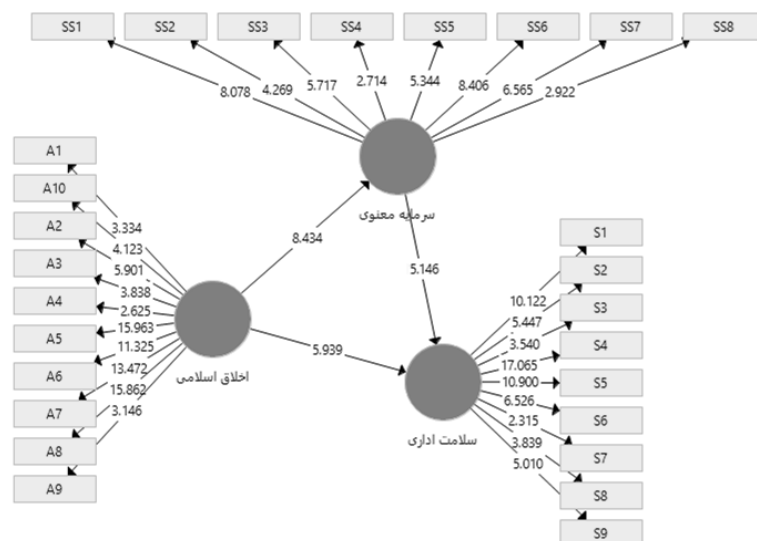 SS1 SS2 SS3 SS4 SS5 SS6 SS7 SS8
8.078 4.269 5.717 2.714 5.344 8.406 6.565 2.922
سرمایه معنوی
A1
A10
A2
A3
A4
A5
A6
A7
A8
A9
3.334
4.123
5.901
3.838
2.625
15.963
11.325
13.472
15.862
3.146
اخلاق اسلامی
8.434
5.146
5.939
سلامت اداری
10.122
5.447
3.540
17.065
10.900
6.526
2.315
3.839
5.010
S1
S2
S3
S4
S5
S6
S7
S8
S9